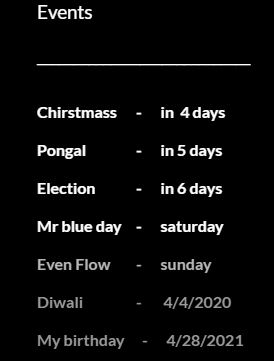 Events
Chirstmass - in 4 days
Pongal - in 5 days
Election - in 6 days
Mr blue day - saturday
Even Flow - sunday
Diwali - 4/4/2020
My birthday - 4/28/2021